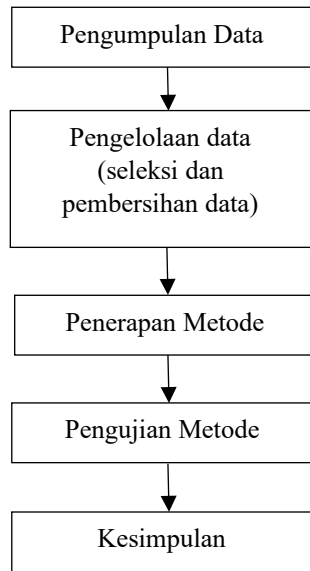 Pengumpulan Data
Pengelolaan data
(seleksi dan
pembersihan data)
Penerapan Metode
Pengujian Metode
Kesimpulan